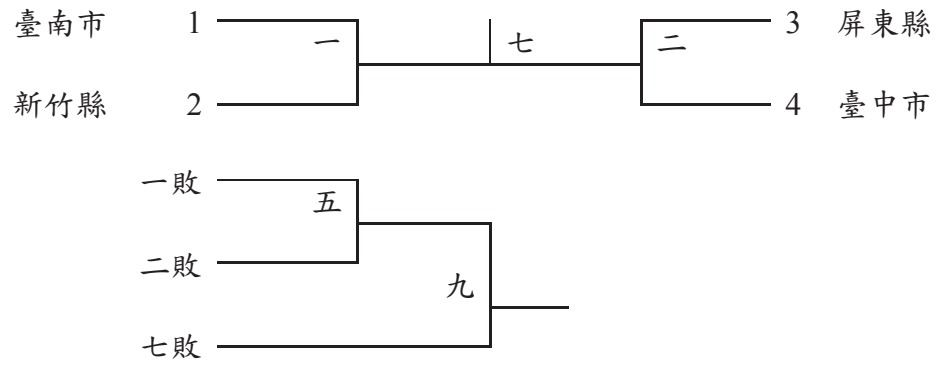 臺南市 1 一 七 二 3 屏東縣
新竹縣 2 4 臺中市
一敗 五
二敗
九
七敗